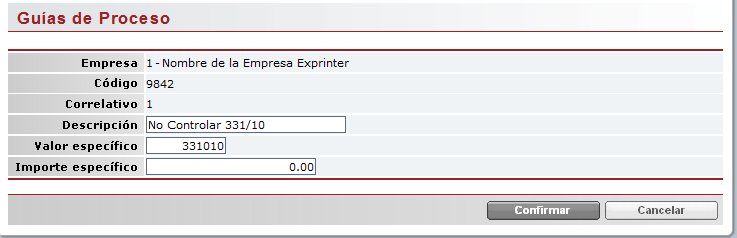 Guías de Proceso
Empresa 1 - Nombre de la Empresa Exprinter
Código 9842
Correlativo 1
Descripción No Controlar 331/10
Valor específico 331010
Importe específico 0.00
Confirmar Cancelar